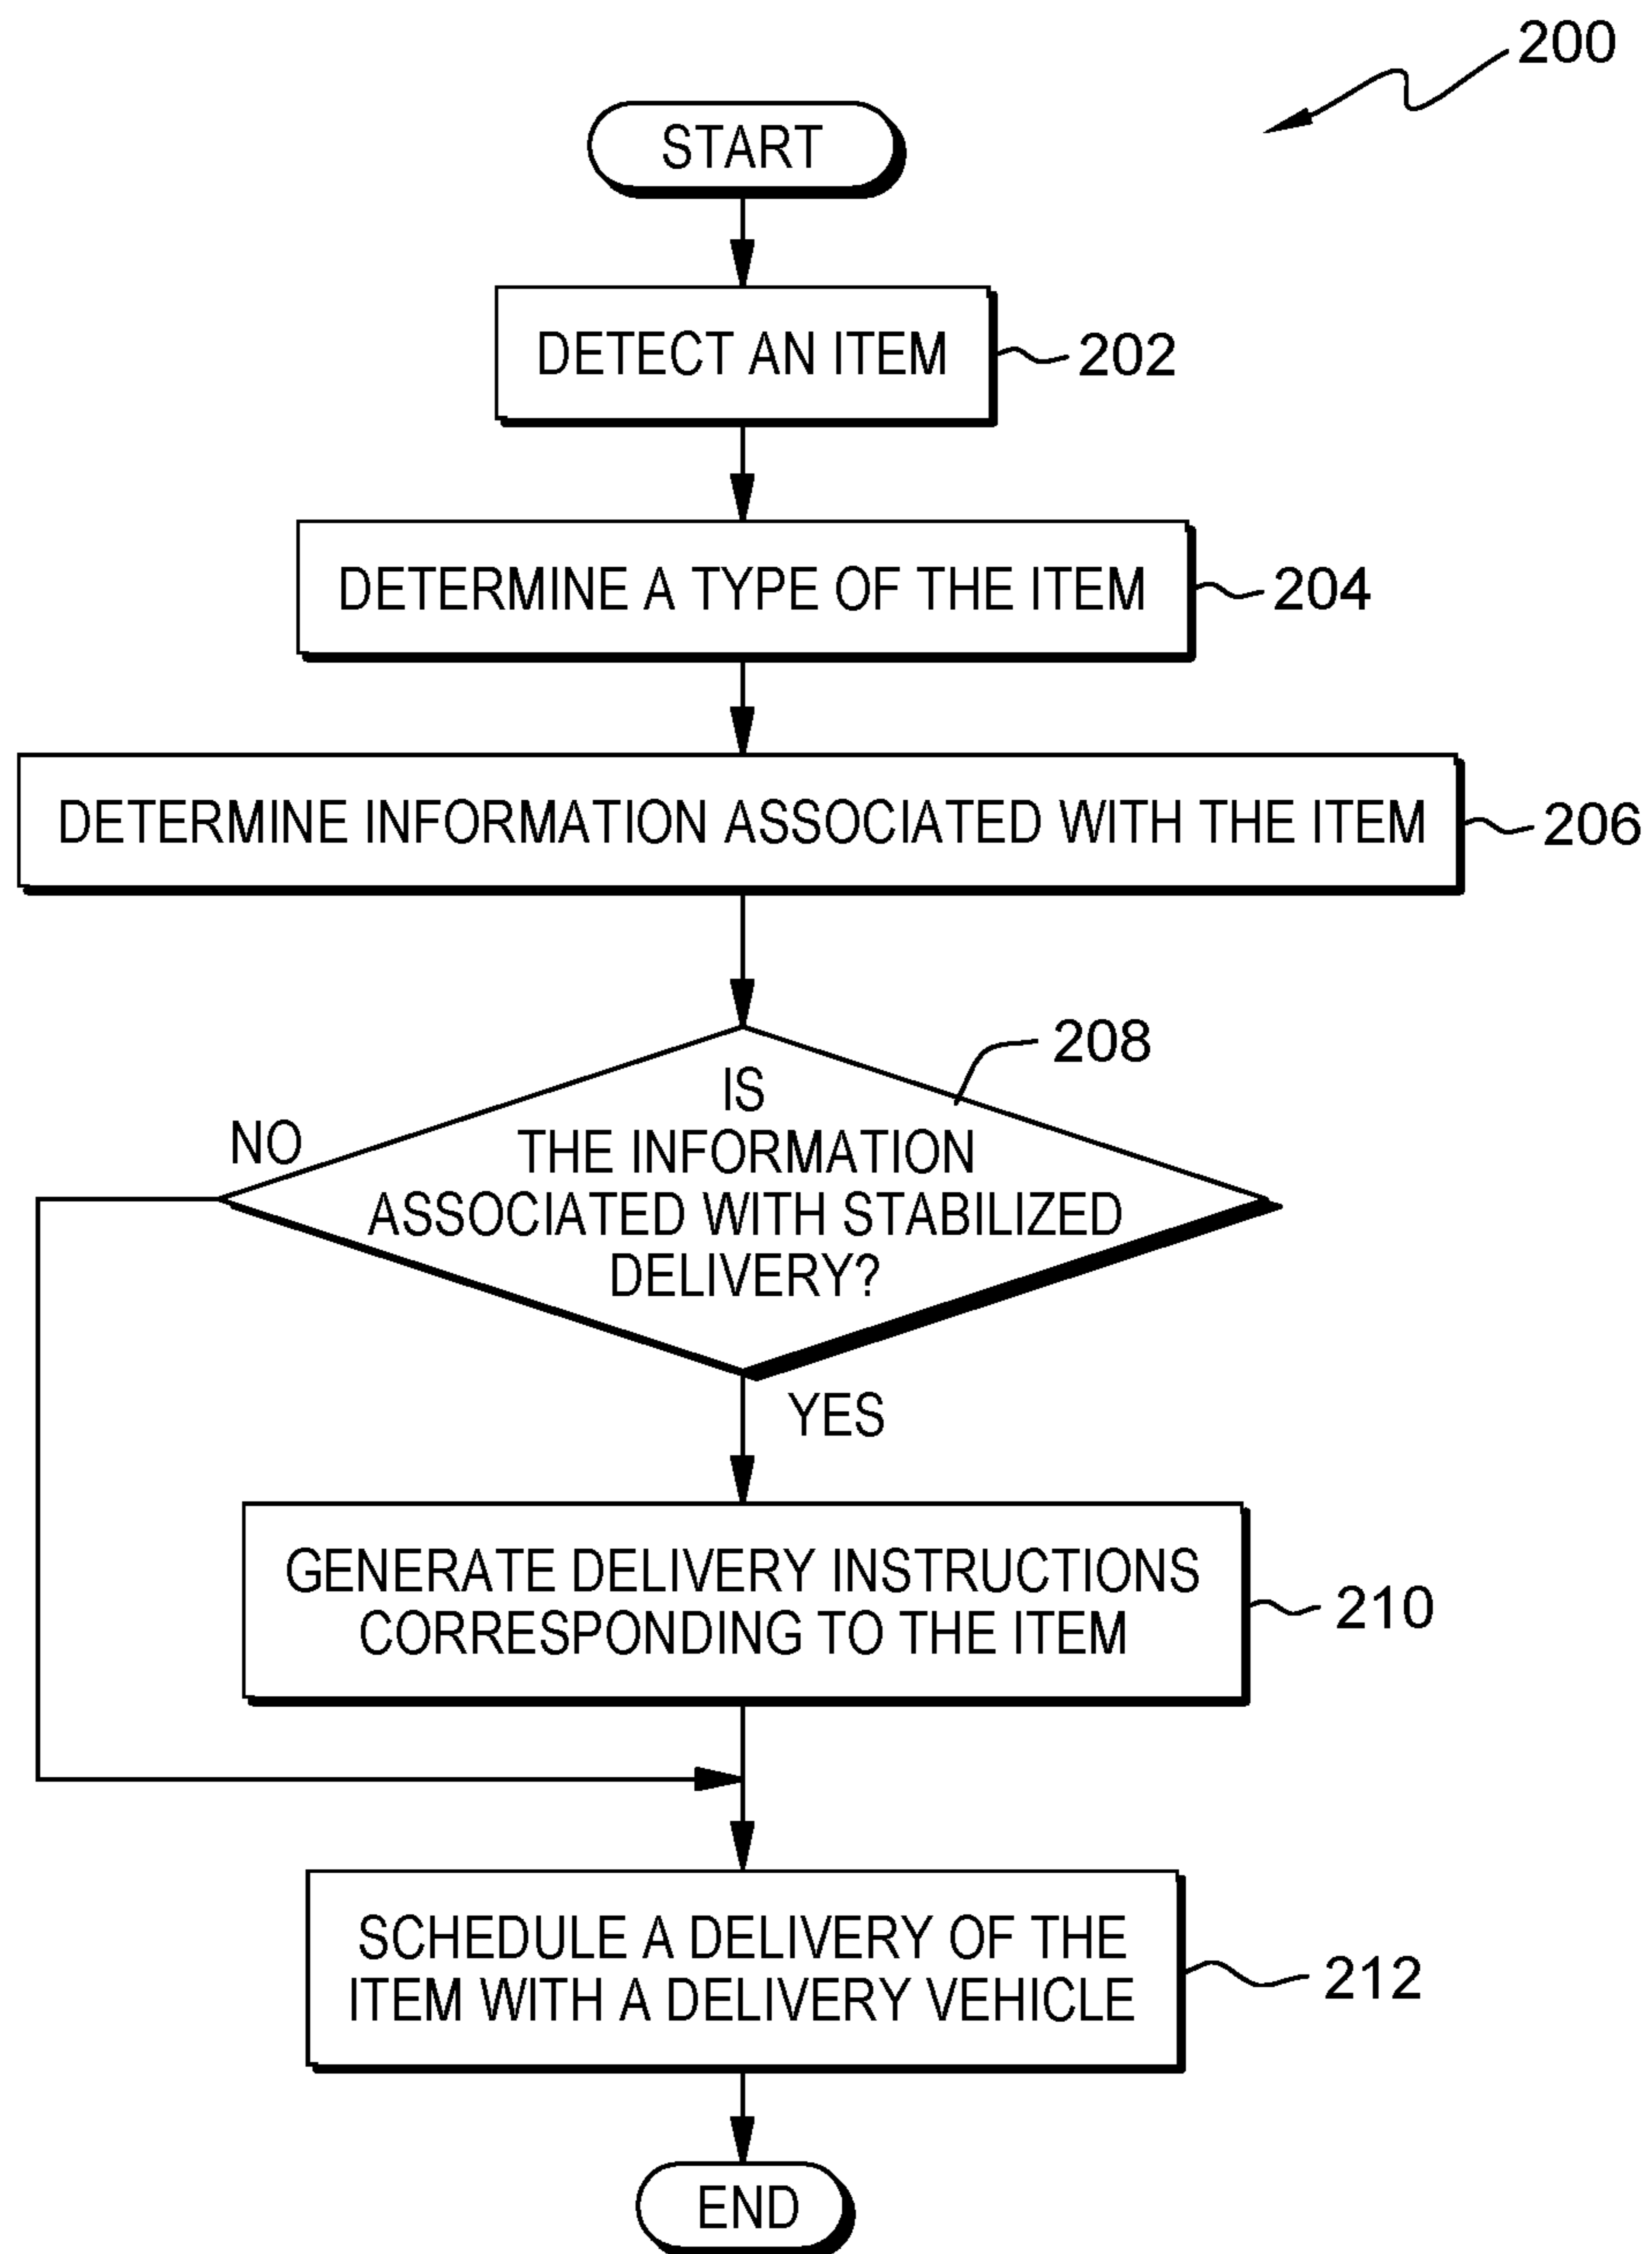 200
START
DETECT AN ITEM
202
DETERMINE A TYPE OF THE ITEM
204
DETERMINE INFORMATION ASSOCIATED WITH THE ITEM
206
208
IS
THE INFORMATION
ASSOCIATED WITH STABILIZED
DELIVERY?
NO
YES
GENERATE DELIVERY INSTRUCTIONS
CORRESPONDING TO THE ITEM
210
SCHEDULE A DELIVERY OF THE
ITEM WITH A DELIVERY VEHICLE
212
END